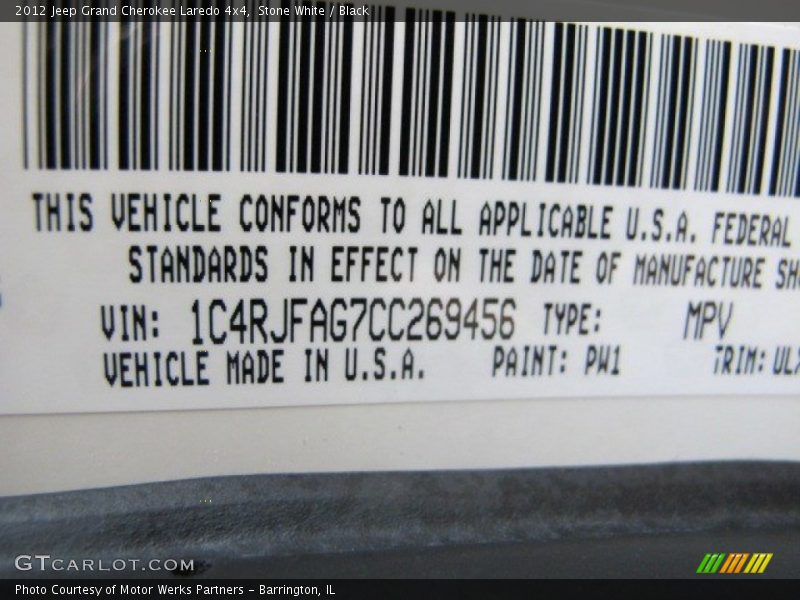 2012 Jeep Grand Cherokee Laredo 4x4, Stone White / Black
THIS VEHICLE CONFORMS TO ALL APPLICABLE U.S.A. FEDERAL
STANDARDS IN EFFECT ON THE DATE OF MANUFACTURE SH
VIN: 1C4RJFAG7CC269456 TYPE: MPV
VEHICLE MADE IN U.S.A. PAINT: PW1 TRIM: ULX
GTCARLOT.COM
Photo Courtesy of Motor Werks Partners - Barrington, IL